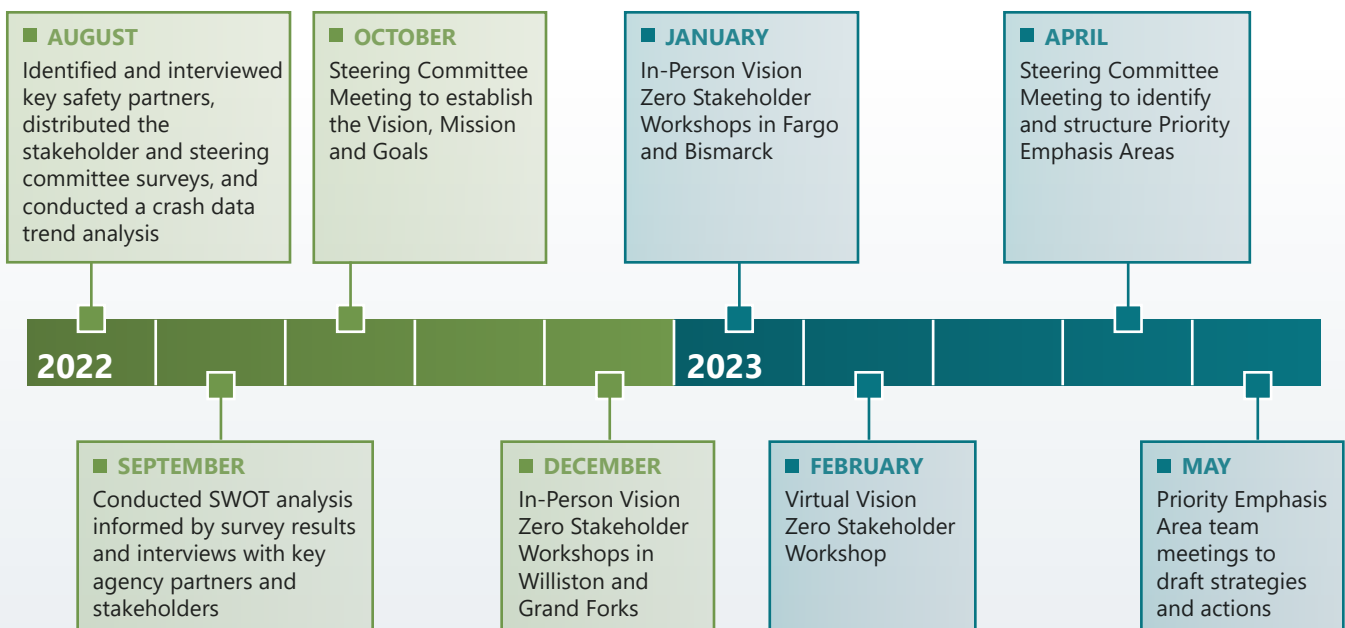 AUGUST
Identified and interviewed
key safety partners,
distributed the
stakeholder and steering
committee surveys, and
conducted a crash data
trend analysis
OCTOBER
Steering Committee
Meeting to establish
the Vision, Mission
and Goals
JANUARY
In-Person Vision
Zero Stakeholder
Workshops in Fargo
and Bismarck
APRIL
Steering Committee
Meeting to identify
and structure Priority
Emphasis Areas
2022
2023
SEPTEMBER
Conducted SWOT analysis
informed by survey results
and interviews with key
agency partners and
stakeholders
DECEMBER
In-Person Vision
Zero Stakeholder
Workshops in
Williston and
Grand Forks
FEBRUARY
Virtual Vision
Zero Stakeholder
Workshop
MAY
Priority Emphasis
Area team
meetings to
draft strategies
and actions